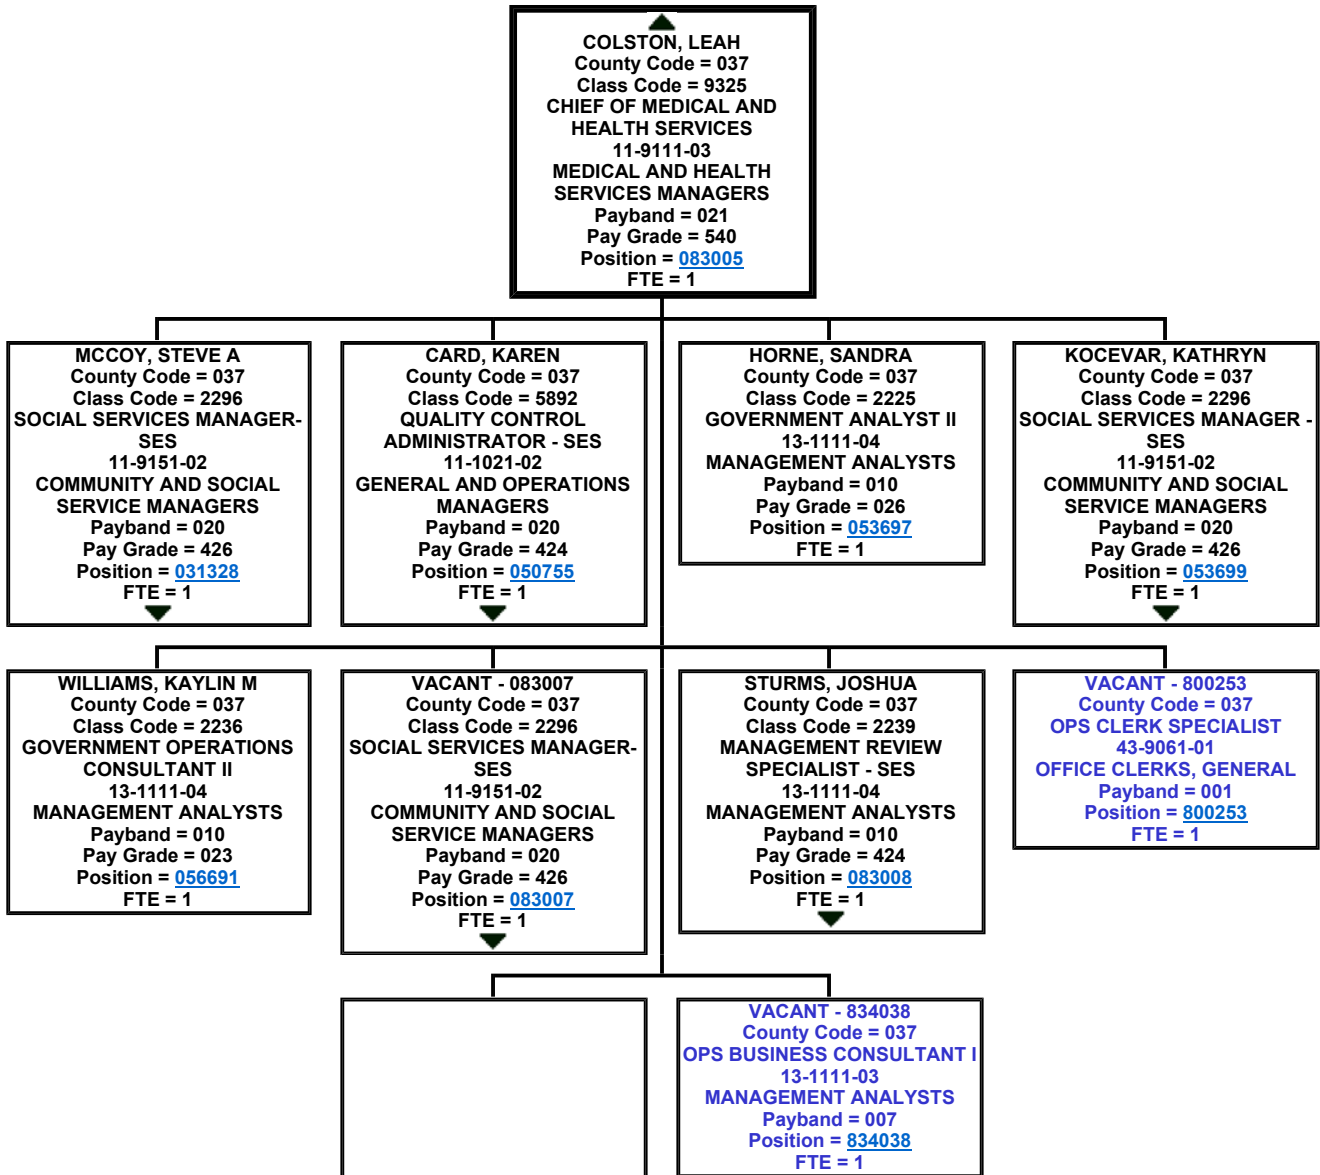 COLSTON, LEAH
County Code = 037
Class Code = 9325
CHIEF OF MEDICAL AND
HEALTH SERVICES
11-9111-03
MEDICAL AND HEALTH
SERVICES MANAGERS
Payband = 021
Pay Grade = 540
Position = 083005
FTE = 1
MCCOY, STEVE A
County Code = 037
Class Code = 2296
SOCIAL SERVICES MANAGER-
SES
11-9151-02
COMMUNITY AND SOCIAL
SERVICE MANAGERS
Payband = 020
Pay Grade = 426
Position = 031328
FTE = 1
CARD, KAREN
County Code = 037
Class Code = 5892
QUALITY CONTROL
ADMINISTRATOR - SES
11-1021-02
GENERAL AND OPERATIONS
MANAGERS
Payband = 020
Pay Grade = 424
Position = 050755
FTE = 1
HORNE, SANDRA
County Code = 037
Class Code = 2225
GOVERNMENT ANALYST II
13-1111-04
MANAGEMENT ANALYSTS
Payband = 010
Pay Grade = 026
Position = 053697
FTE = 1
KOCEVAR, KATHRYN
County Code = 037
Class Code = 2296
SOCIAL SERVICES MANAGER -
SES
11-9151-02
COMMUNITY AND SOCIAL
SERVICE MANAGERS
Payband = 020
Pay Grade = 426
Position = 053699
FTE = 1
WILLIAMS, KAYLIN M
County Code = 037
Class Code = 2236
GOVERNMENT OPERATIONS
CONSULTANT II
13-1111-04
MANAGEMENT ANALYSTS
Payband = 010
Pay Grade = 023
Position = 056691
FTE = 1
VACANT - 083007
County Code = 037
Class Code = 2296
SOCIAL SERVICES MANAGER-
SES
11-9151-02
COMMUNITY AND SOCIAL
SERVICE MANAGERS
Payband = 020
Pay Grade = 426
Position = 083007
FTE = 1
STURMS, JOSHUA
County Code = 037
Class Code = 2239
MANAGEMENT REVIEW
SPECIALIST - SES
13-1111-04
MANAGEMENT ANALYSTS
Payband = 010
Pay Grade = 424
Position = 083008
FTE = 1
VACANT - 800253
County Code = 037
OPS CLERK SPECIALIST
43-9061-01
OFFICE CLERKS, GENERAL
Payband = 001
Position = 800253
FTE = 1
VACANT - 834038
County Code = 037
OPS BUSINESS CONSULTANT I
13-1111-03
MANAGEMENT ANALYSTS
Payband = 007
Position = 834038
FTE = 1